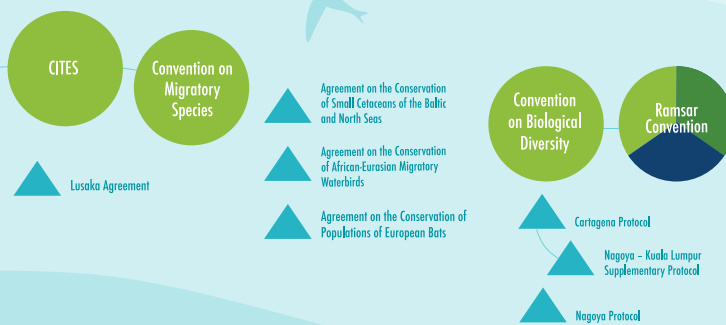 CITES
Convention on
Migratory
Species
Lusaka Agreement
Agreement on the Conservation
of Small Cetaceans of the Baltic
and North Seas
Agreement on the Conservation
of African-Eurasian Migratory
Waterbirds
Agreement on the Conservation of
Populations of European Bats
Convention
on Biological
Diversity
Ramsar
Convention
Cartagena Protocol
Nagoya – Kuala Lumpur
Supplementary Protocol
Nagoya Protocol